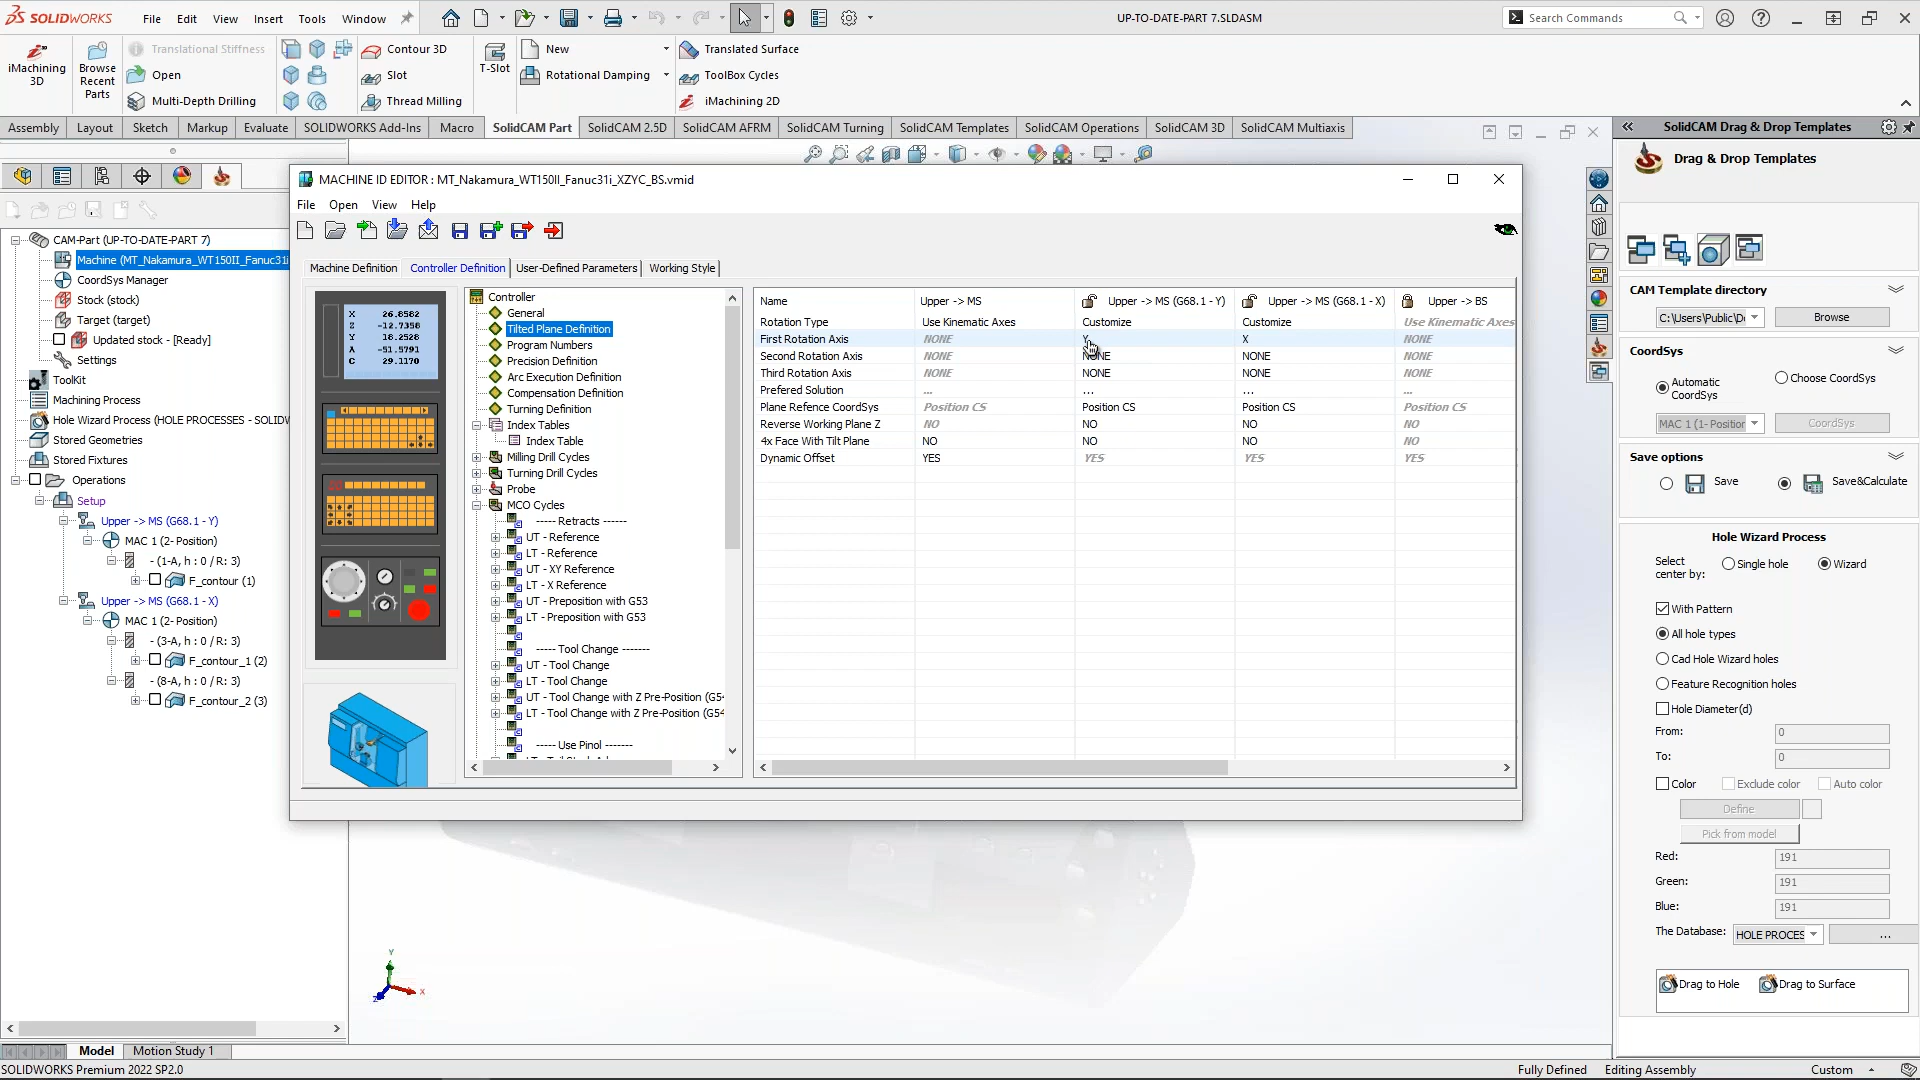 SOLIDWORKS File Edit View Insert Tools Window UP-TO-DATE-PART 7.SLDASM Search Commands
iMachining 3D
Browse Recent Parts
Translational Stiffness
Open
Multi-Depth Drilling
Contour 3D
Slot
Thread Milling
T-Slot
New
Rotational Damping
Translated Surface
ToolBox Cycles
iMachining 2D
Assembly Layout Sketch Markup Evaluate SOLIDWORKS Add-Ins Macro SolidCAM Part SolidCAM 2.5D SolidCAM AFRM SolidCAM Turning SolidCAM Templates SolidCAM Operations SolidCAM 3D SolidCAM Multiaxis
CAM-Part (UP-TO-DATE-PART 7)
Machine (MT_Nakamura_WT150II_Fanuc31i
CoordSys Manager
Stock (stock)
Target (target)
Updated stock - [Ready]
Settings
ToolKit
Machining Process
Hole Wizard Process (HOLE PROCESSES - SOLID
Stored Geometries
Stored Fixtures
Operations
Setup
Upper -> MS (G68.1 - Y)
MAC 1 (2- Position)
- (1-A, h : 0 / R: 3)
F_contour (1)
Upper -> MS (G68.1 - X)
MAC 1 (2- Position)
- (3-A, h : 0 / R: 3)
F_contour_1 (2)
- (8-A, h : 0 / R: 3)
F_contour_2 (3)
MACHINE ID EDITOR : MT_Nakamura_WT150II_Fanuc31i_XZYC_BS.vmid
File Open View Help
Machine Definition Controller Definition User-Defined Parameters Working Style
X 26.8582
Z -12.7358
Y 18.2528
A -51.5791
C 29.1170
Controller
General
Tilted Plane Definition
Program Numbers
Precision Definition
Arc Execution Definition
Compensation Definition
Turning Definition
Index Tables
Index Table
Milling Drill Cycles
Turning Drill Cycles
Probe
MCO Cycles
----- Retracts ------
UT - Reference
LT - Reference
UT - XY Reference
LT - X Reference
UT - Preposition with G53
LT - Preposition with G53
----- Tool Change -------
UT - Tool Change
LT - Tool Change
UT - Tool Change with Z Pre-Position (G54
LT - Tool Change with Z Pre-Position (G54
----- Use Pinol ------
Name Upper -> MS Upper -> MS (G68.1 - Y) Upper -> MS (G68.1 - X) Upper -> BS
Rotation Type Use Kinematic Axes Customize Customize Use Kinematic Axes
First Rotation Axis NONE Y X NONE
Second Rotation Axis NONE NONE NONE NONE
Third Rotation Axis NONE NONE NONE NONE
Prefered Solution ... ... ... ...
Plane Refence CoordSys Position CS Position CS Position CS Position CS
Reverse Working Plane Z NO NO NO NO
4x Face With Tilt Plane NO NO NO NO
Dynamic Offset YES YES YES YES
SolidCAM Drag & Drop Templates
Drag & Drop Templates
CAM Template directory
C:\Users\Public\D Browse
CoordSys
Automatic CoordSys
Choose CoordSys
MAC 1 (1- Position CoordSys
Save options
Save Save&Calculate
Hole Wizard Process
Select center by: Single hole Wizard
With Pattern
All hole types
Cad Hole Wizard holes
Feature Recognition holes
Hole Diameter(d)
From: 0
To: 0
Color Exclude color Auto color
Define
Pick from model
Red: 191
Green: 191
Blue: 191
The Database: HOLE PROCES ...
Drag to Hole Drag to Surface
Y
X
Z
Model Motion Study 1
SOLIDWORKS Premium 2022 SP2.0 Fully Defined Editing Assembly Custom